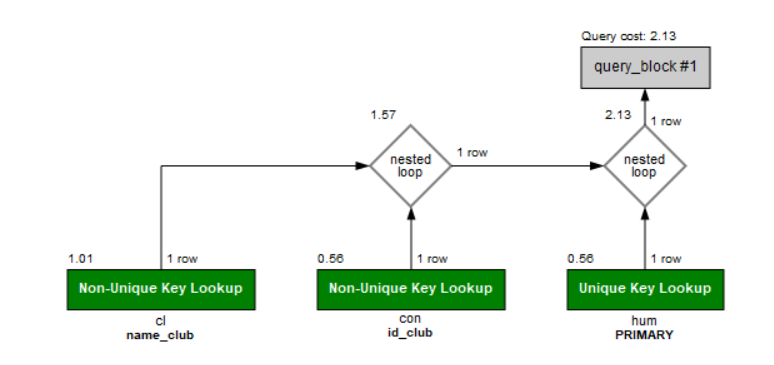 Query cost: 2.13
query_block #1
1.57
2.13
1 row
nested
loop
1 row
nested
loop
1.01
1 row
0.56
1 row
0.56
1 row
Non-Unique Key Lookup
Non-Unique Key Lookup
Unique Key Lookup
cl
name_club
con
id_club
hum
PRIMARY